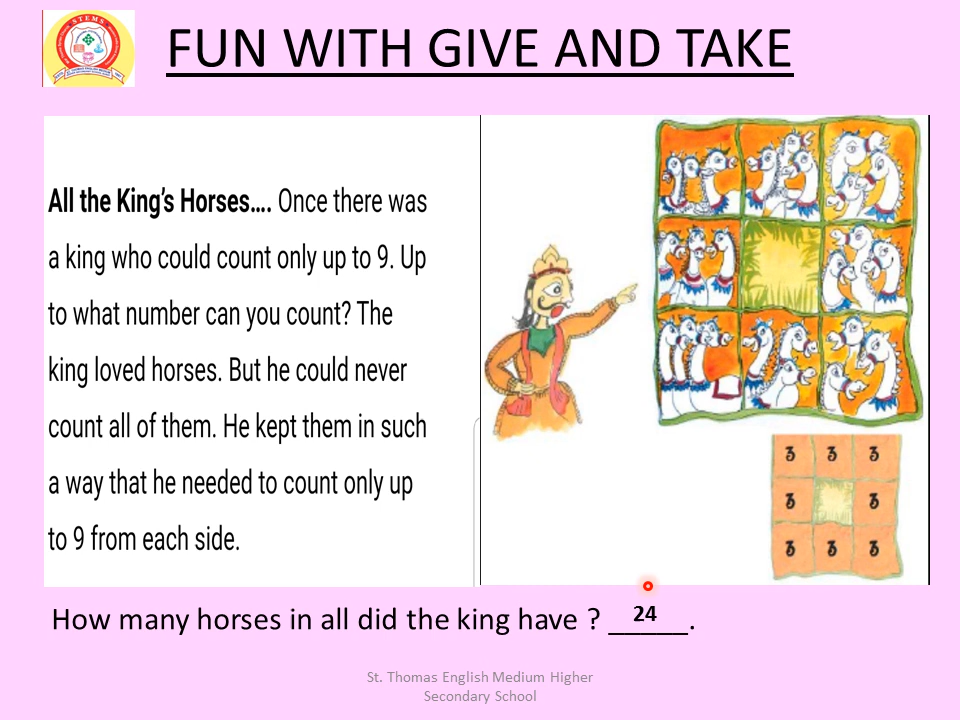 STEMS
FUN WITH GIVE AND TAKE
All the King's Horses.... Once there was
a king who could count only up to 9. Up
to what number can you count? The
king loved horses. But he could never
count all of them. He kept them in such
a way that he needed to count only up
to 9 from each side.
3 3 3
3 3
3 3 3
How many horses in all did the king have ? _____.
24
St. Thomas English Medium Higher
Secondary School